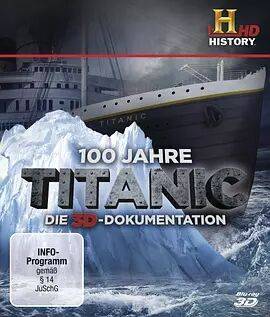 H HD
HISTORY.
TITANIC
100 JAHRE
TITANIC
DIE 3D-DOKUMENTATION
INFO-
Programm
gemäß
§ 14
JuSchG
Blu-ray 3D